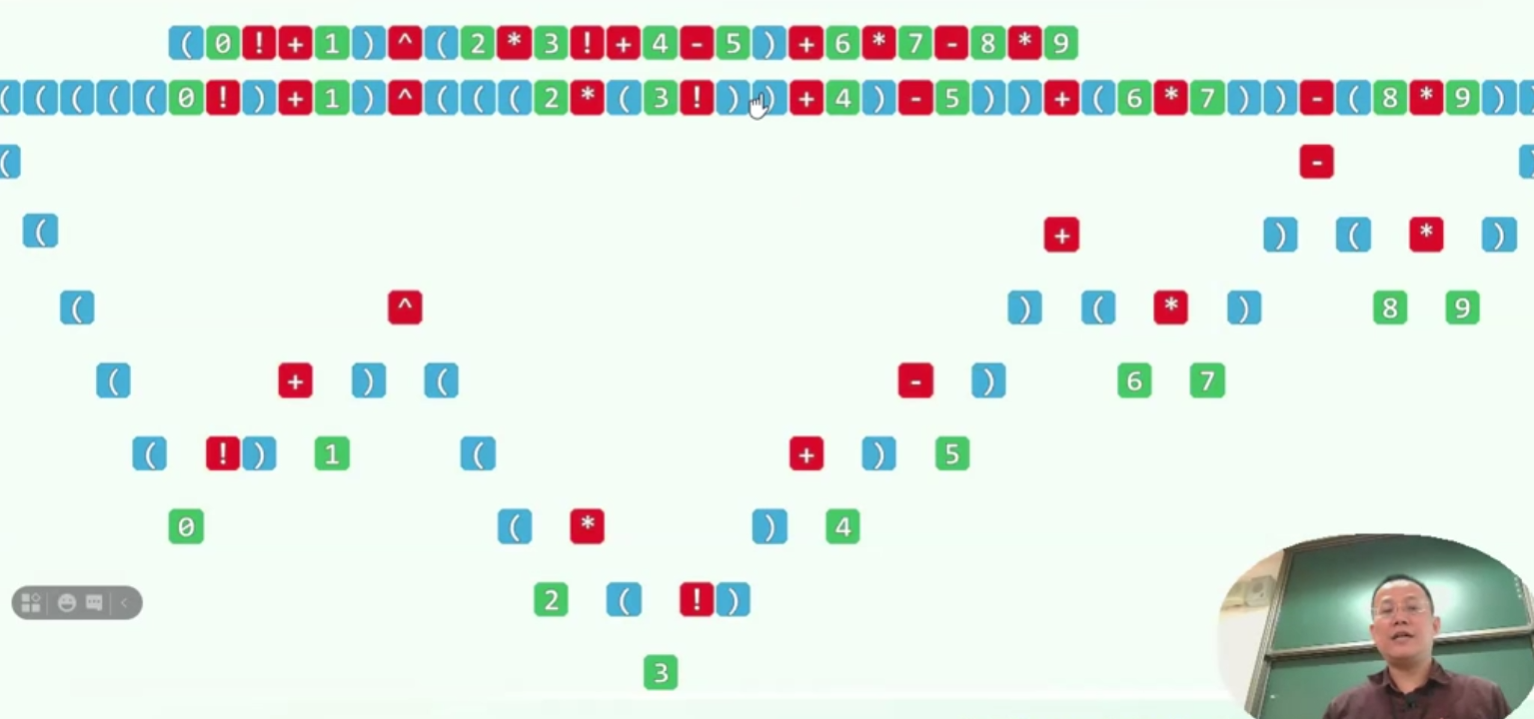 (0!+1)^(2*3!+4-5)+6*7-8*9
(((((0!)+1)^(((2*(3!))+4)-5))+(6*7))-(8*9))
( - )
( + ) ( * )
( ^ ) ( * ) 8 9
( + ) ( - ) 6 7
( !) 1 ( + ) 5
0 ( * ) 4
2 ( !)
3